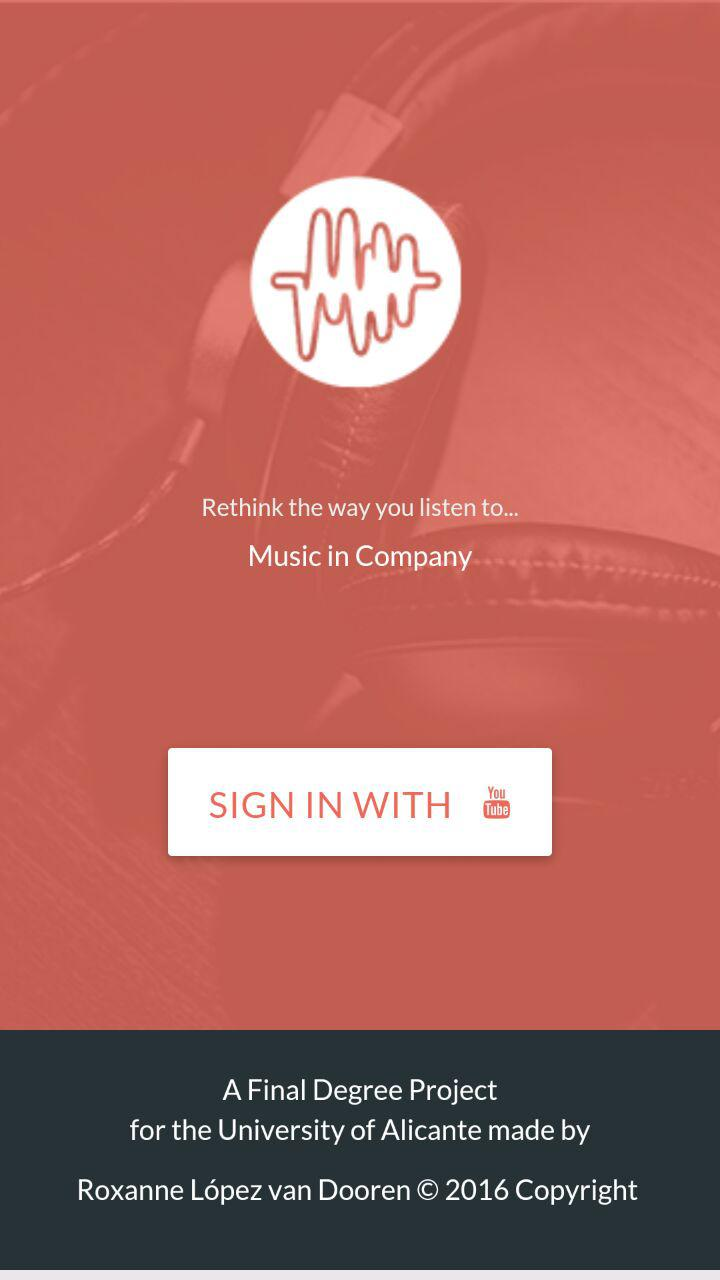 Rethink the way you listen to...
Music in Company
SIGN IN WITH You
Tube
A Final Degree Project
for the University of Alicante made by
Roxanne López van Dooren © 2016 Copyright